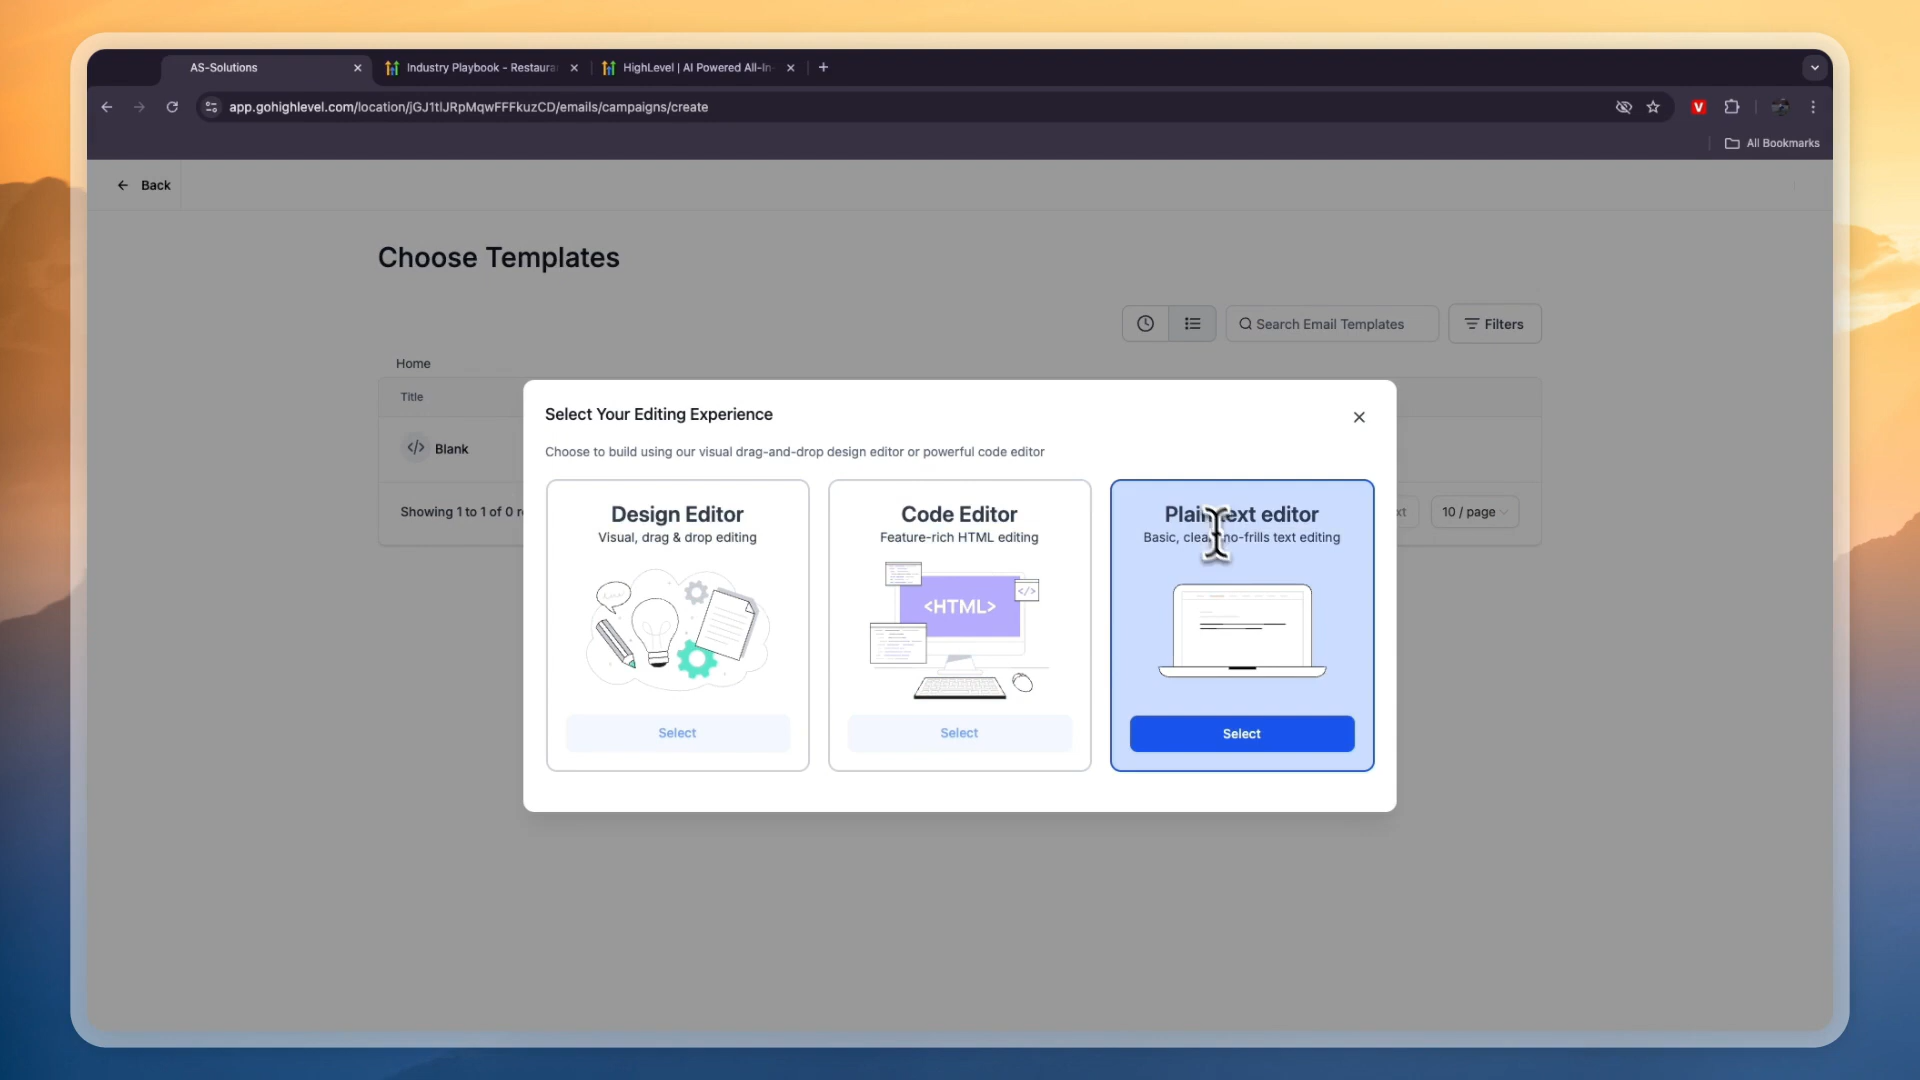 AS-Solutions
Industry Playbook - Restaura
HighLevel | AI Powered All-In-
app.gohighlevel.com/location/jGJ1tIJRpMqwFFFkuzCD/emails/campaigns/create
V
All Bookmarks
Back
Choose Templates
Search Email Templates
Filters
Home
Title
</> Blank
Showing 1 to 1 of 0 r
xt
10 / page
Select Your Editing Experience
Choose to build using our visual drag-and-drop design editor or powerful code editor
Design Editor
Visual, drag & drop editing
Select
Code Editor
Feature-rich HTML editing
</>
<HTML>
Select
Plain text editor
Basic, clean, no-frills text editing
Select